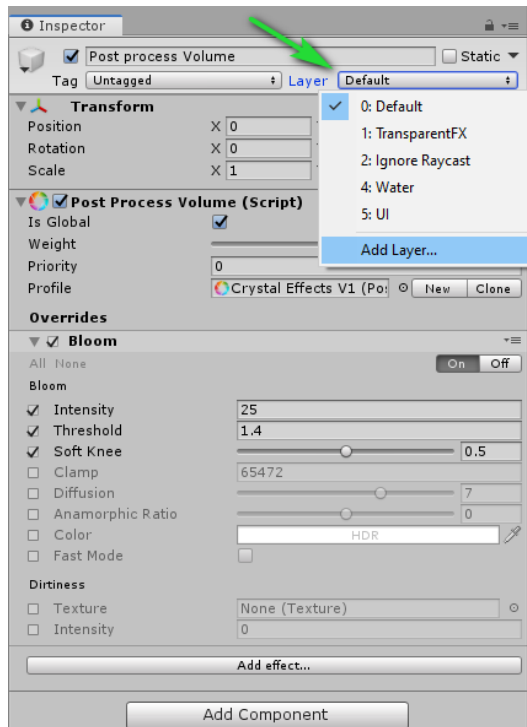 Inspector
Post process Volume Static
Tag Untagged Layer Default
0: Default
1: TransparentFX
2: Ignore Raycast
4: Water
5: UI
Add Layer...
Transform
Position X 0
Rotation X 0
Scale X 1
Post Process Volume (Script)
Is Global
Weight
Priority 0
Profile Crystal Effects V1 (Pos New Clone
Overrides
Bloom
All None On Off
Bloom
Intensity 25
Threshold 1.4
Soft Knee 0.5
Clamp 65472
Diffusion 7
Anamorphic Ratio 0
Color HDR
Fast Mode
Dirtiness
Texture None (Texture)
Intensity 0
Add effect...
Add Component